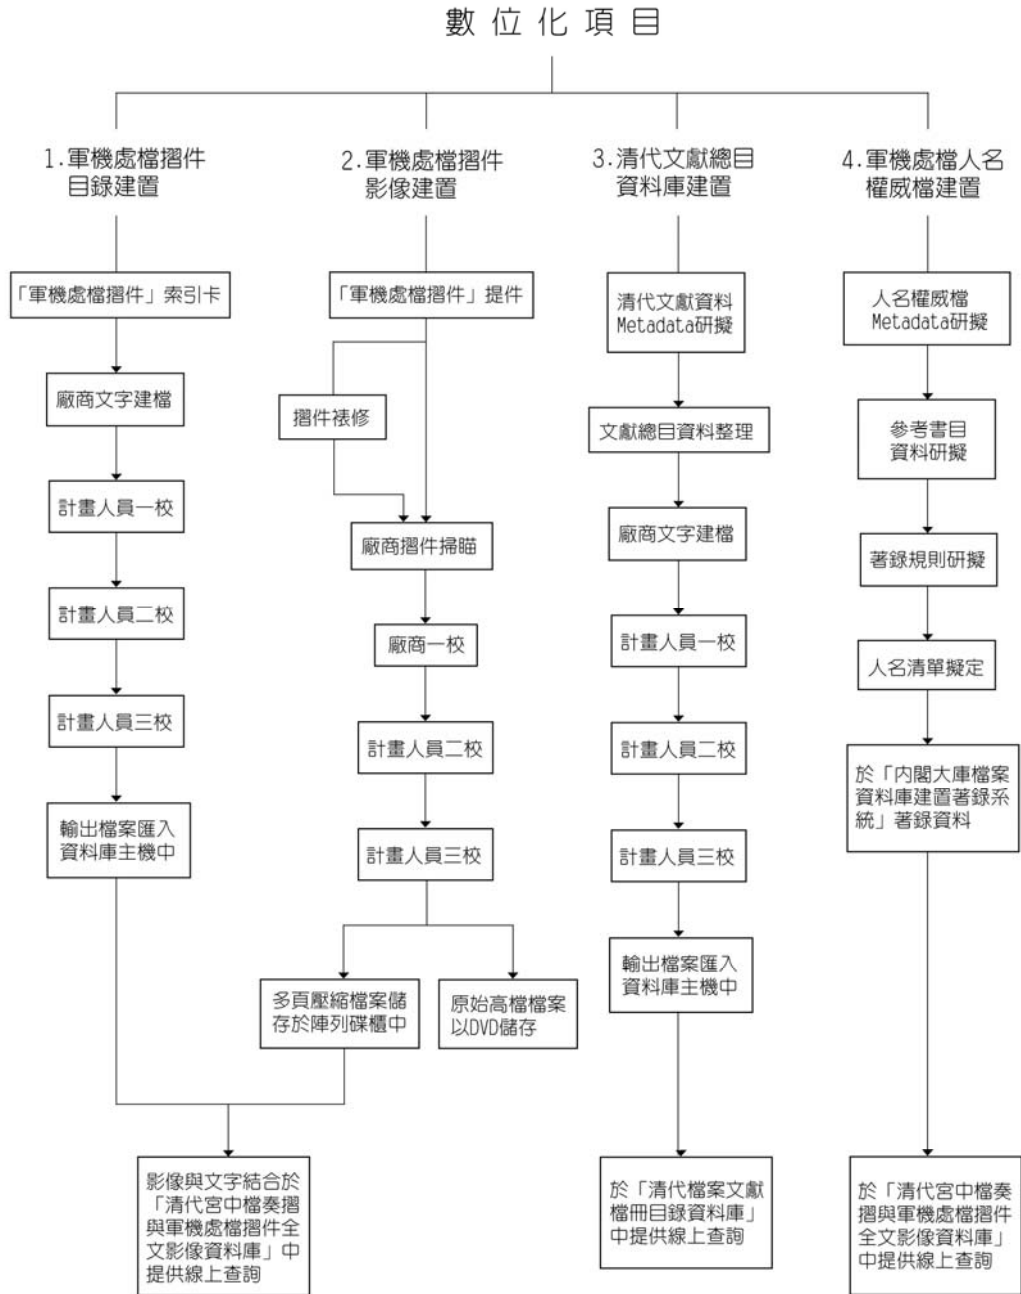 數位化項目
1.軍機處檔摺件
目錄建置
「軍機處檔摺件」索引卡
廠商文字建檔
計畫人員一校
計畫人員二校
計畫人員三校
輸出檔案匯入
資料庫主機中
2.軍機處檔摺件
影像建置
「軍機處檔摺件」提件
摺件裱修
廠商摺件掃瞄
廠商一校
計畫人員二校
計畫人員三校
多頁壓縮檔案儲
存於陣列碟櫃中
原始高檔檔案
以DVD儲存
影像與文字結合於
「清代宮中檔奏摺
與軍機處檔摺件全
文影像資料庫」中
提供線上查詢
3.清代文獻總目
資料庫建置
清代文獻資料
Metadata研擬
文獻總目資料整理
廠商文字建檔
計畫人員一校
計畫人員二校
計畫人員三校
輸出檔案匯入
資料庫主機中
於「清代檔案文獻
檔冊目錄資料庫」
中提供線上查詢
4.軍機處檔人名
權威檔建置
人名權威檔
Metadata研擬
參考書目
資料研擬
著錄規則研擬
人名清單擬定
於「内閣大庫檔案
資料庫建置著錄系
統」著錄資料
於「清代宮中檔奏
摺與軍機處檔摺件
全文影像資料庫」
中提供線上查詢